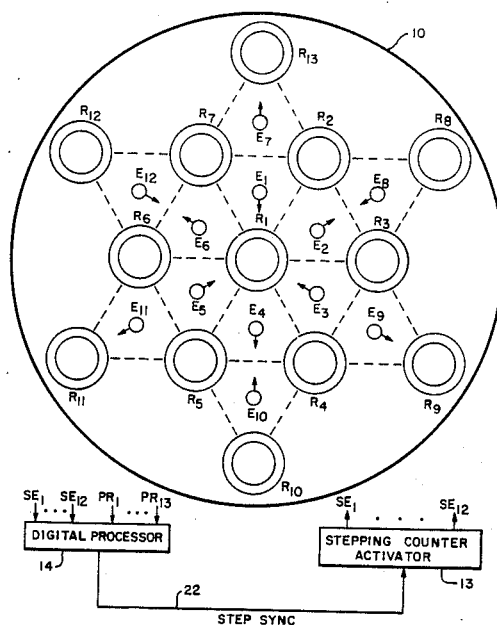 10
R13
R12 R7 R2 R8
E7
E12 E1 E8
R6 E6 R1 E2 R3
E11 E5 E4 E3 E9
R11 R5 E10 R4 R9
R10
SE1 ... SE12 PR1 ... PR13
DIGITAL PROCESSOR
14
SE1 . . . SE12
STEPPING COUNTER
ACTIVATOR
13
22
STEP SYNC